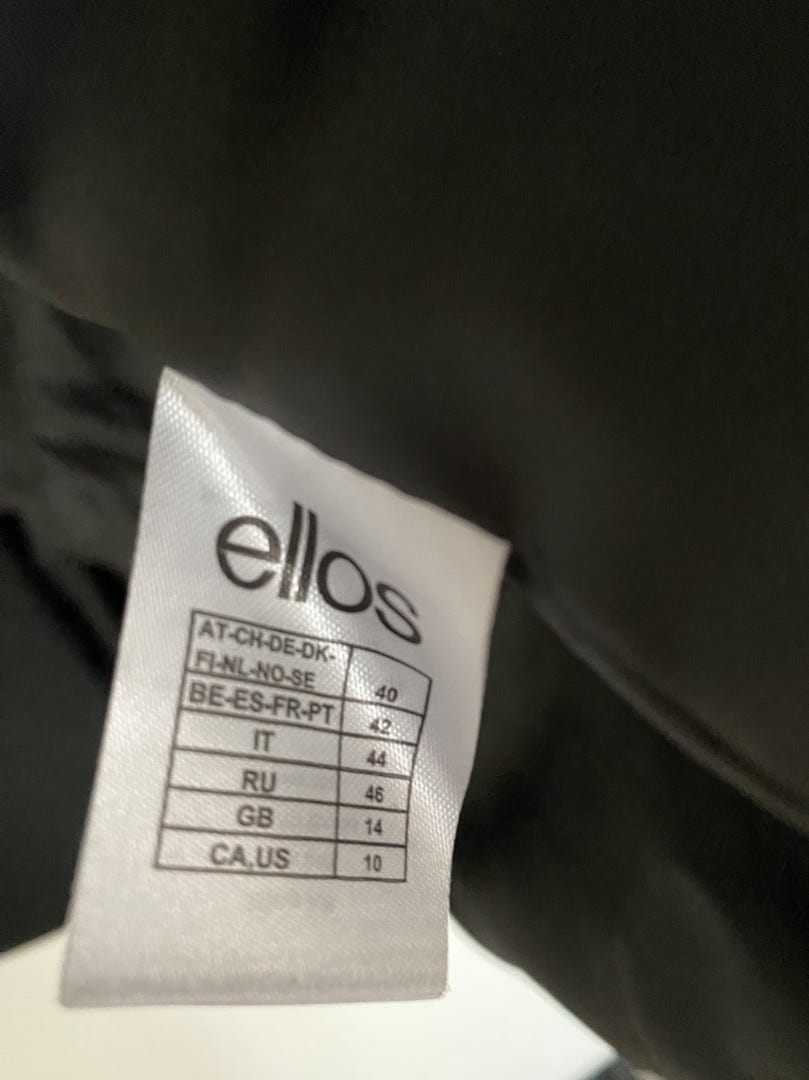 ellos
AT-CH-DE-DK-
FI-NL-NO-SE 40
BE-ES-FR-PT 42
IT 44
RU 46
GB 14
CA.US 10